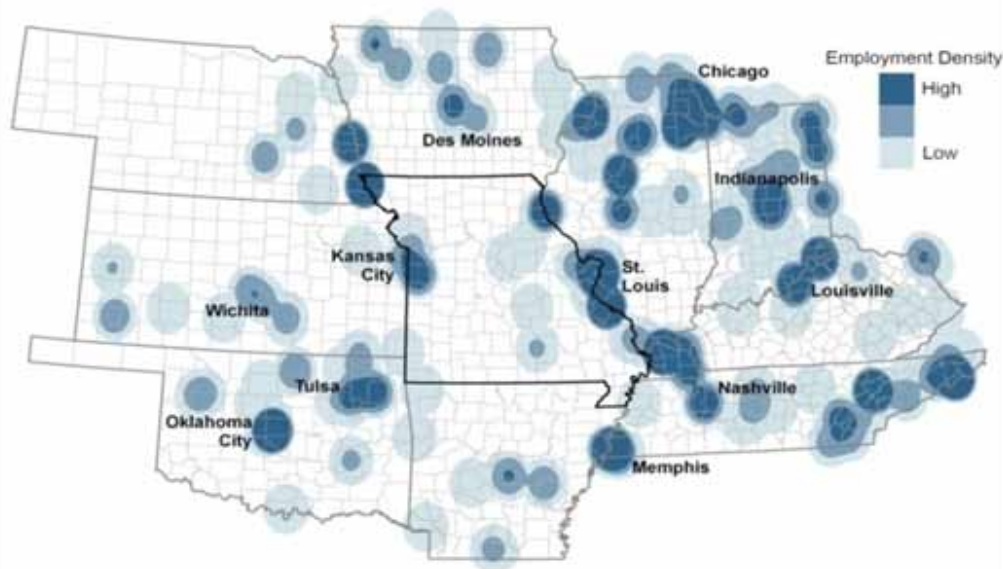 Chicago
Employment Density
High
Low
Des Moines
Indianapolis
Kansas
City
St.
Louis
Louisville
Wichita
Tulsa
Nashville
Oklahoma
City
Memphis